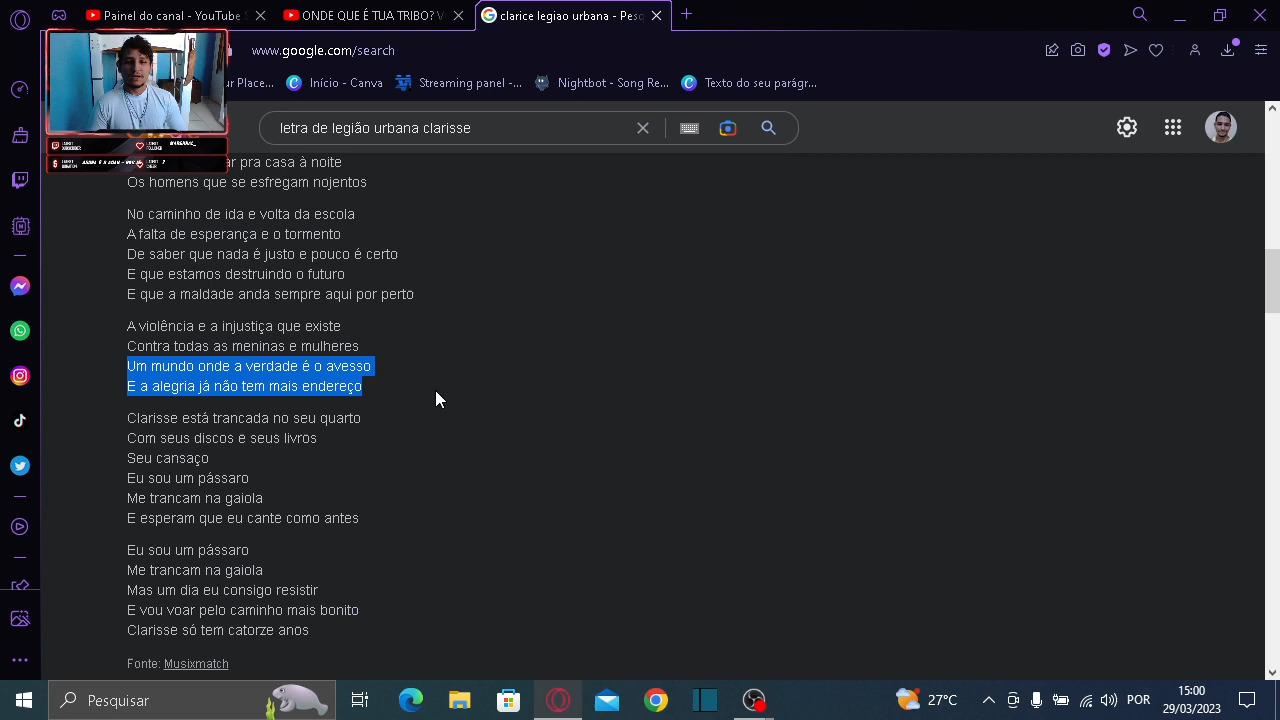 Painel do canal - YouTube S
ONDE QUE É TUA TRIBO? V
clarice legiao urbana - Pesq
www.google.com/search
ur Place...
Início - Canva
Streaming panel -...
Nightbot - Song Re...
Texto do seu parágr...
letra de legião urbana clarisse
ar pra casa à noite
Os homens que se esfregam nojentos
No caminho de ida e volta da escola
A falta de esperança e o tormento
De saber que nada é justo e pouco é certo
E que estamos destruindo o futuro
E que a maldade anda sempre aqui por perto
A violência e a injustiça que existe
Contra todas as meninas e mulheres
Um mundo onde a verdade é o avesso
E a alegria já não tem mais endereço
Clarisse está trancada no seu quarto
Com seus discos e seus livros
Seu cansaço
Eu sou um pássaro
Me trancam na gaiola
E esperam que eu cante como antes
Eu sou um pássaro
Me trancam na gaiola
Mas um dia eu consigo resistir
E vou voar pelo caminho mais bonito
Clarisse só tem catorze anos
Fonte: Musixmatch
Pesquisar
27°C
POR
15:00
29/03/2023